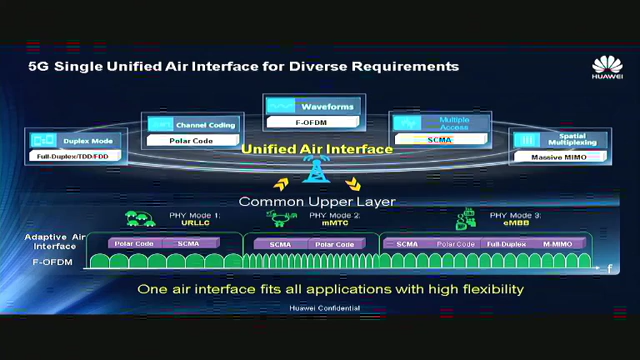 5G Single Unified Air Interface for Diverse Requirements
HUAWEI
Waveforms
F-OFDM
Channel Coding
Polar Code
Multiple Access
SCMA
Duplex Mode
Full-Duplex/TDD/FDD
Spatial Multiplexing
Massive MIMO
Unified Air Interface
Common Upper Layer
PHY Mode 1:
URLLC
PHY Mode 2:
mMTC
PHY Mode 3:
eMBB
Adaptive Air Interface
Polar Code SCMA
SCMA Polar Code
SCMA Polar Code Full-Duplex M-MIMO
F-OFDM
f
One air interface fits all applications with high flexibility
Huawei Confidential